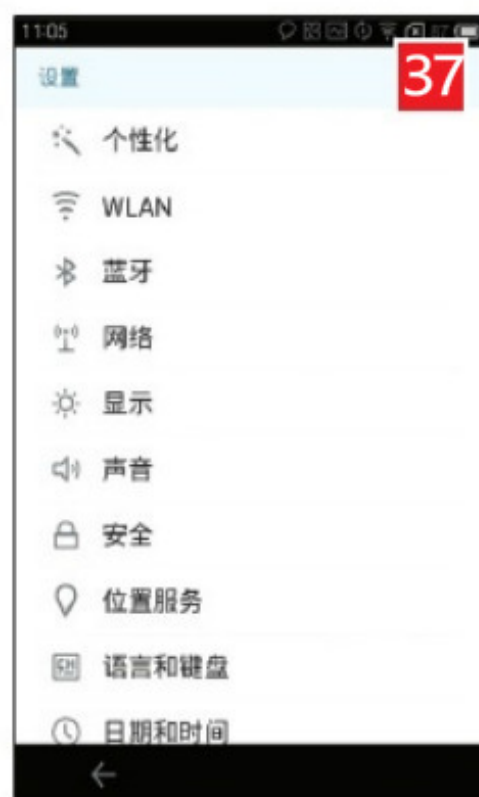 11:05
57
37
设置
个性化
WLAN
蓝牙
网络
显示
声音
安全
位置服务
语言和键盘
日期和时间